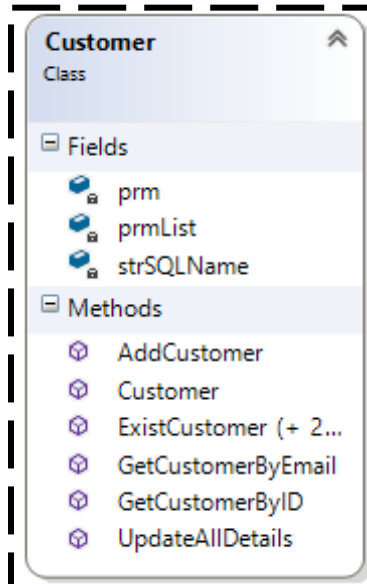 Customer
Class
Fields
prm
prmList
strSQLName
Methods
AddCustomer
Customer
ExistCustomer (+ 2...
GetCustomerByEmail
GetCustomerByID
UpdateAllDetails